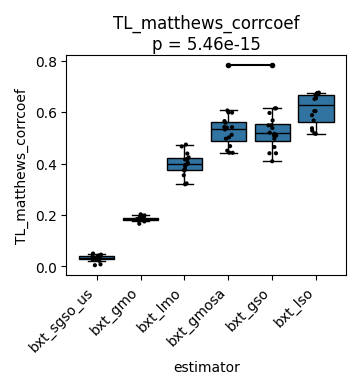 TL_matthews_corrcoef
p = 5.46e-15
TL_matthews_corrcoef
0.8
0.6
0.4
0.2
0.0
bxt_sgso_us
bxt_gmo
bxt_lmo
bxt_gmosa
bxt_gso
bxt_lso
estimator